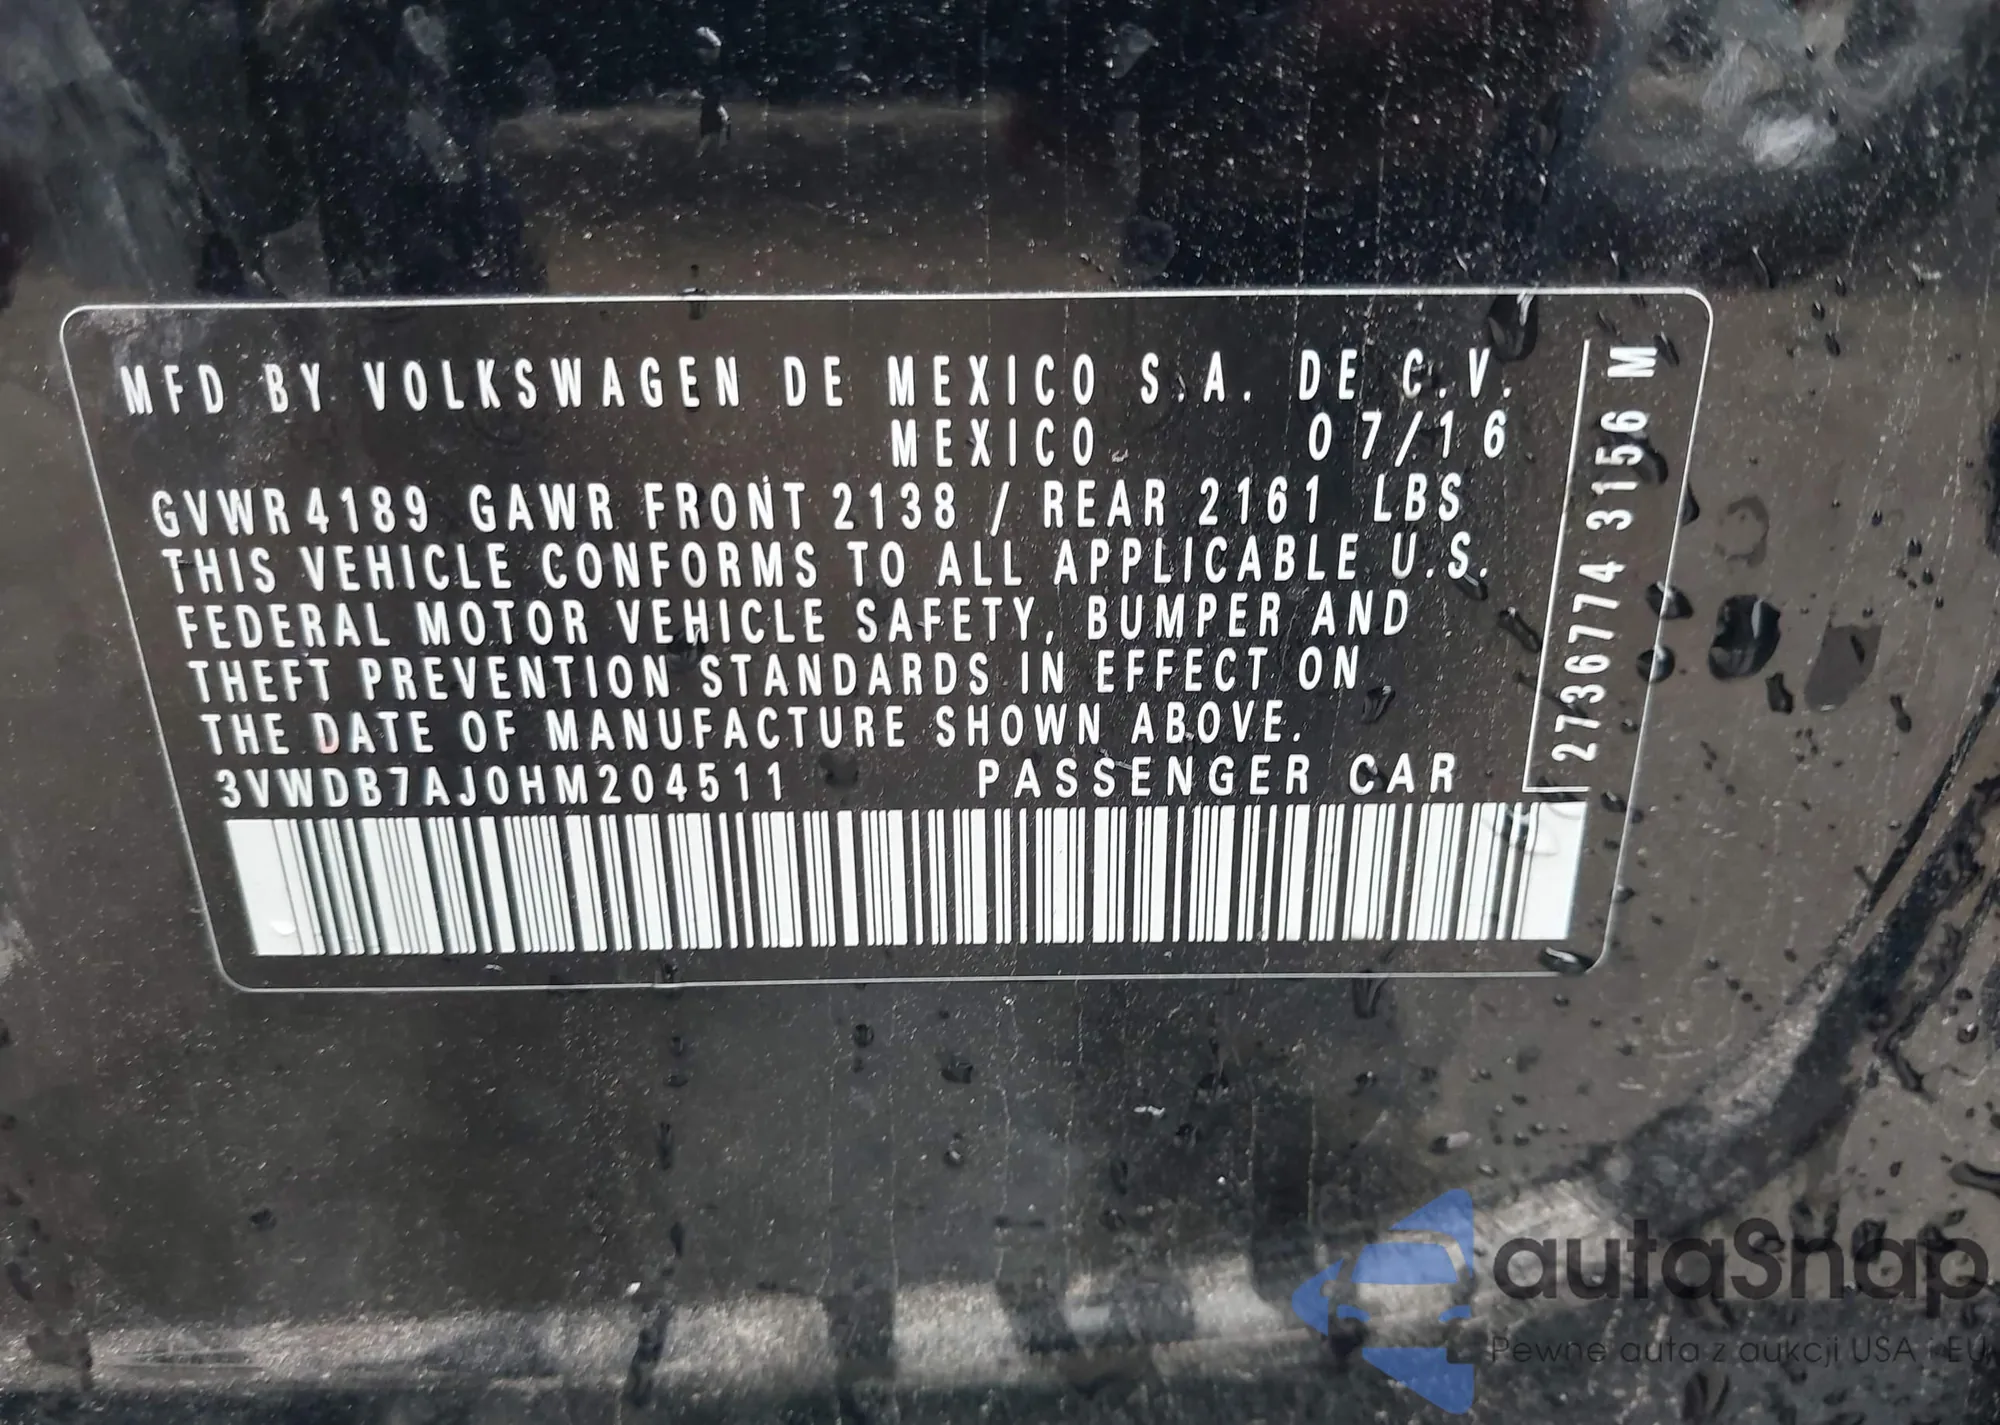 MFD BY VOLKSWAGEN DE MEXICO S.A. DE C.V.
MEXICO 07/16
GVWR 4189 GAWR FRONT 2138 / REAR 2161 LBS
THIS VEHICLE CONFORMS TO ALL APPLICABLE U.S.
FEDERAL MOTOR VEHICLE SAFETY, BUMPER AND
THEFT PREVENTION STANDARDS IN EFFECT ON
THE DATE OF MANUFACTURE SHOWN ABOVE.
3VWDB7AJ0HM204511 PASSENGER CAR
2736774 3156 M
autaSnap
Pewne auta z aukcji USA i EU